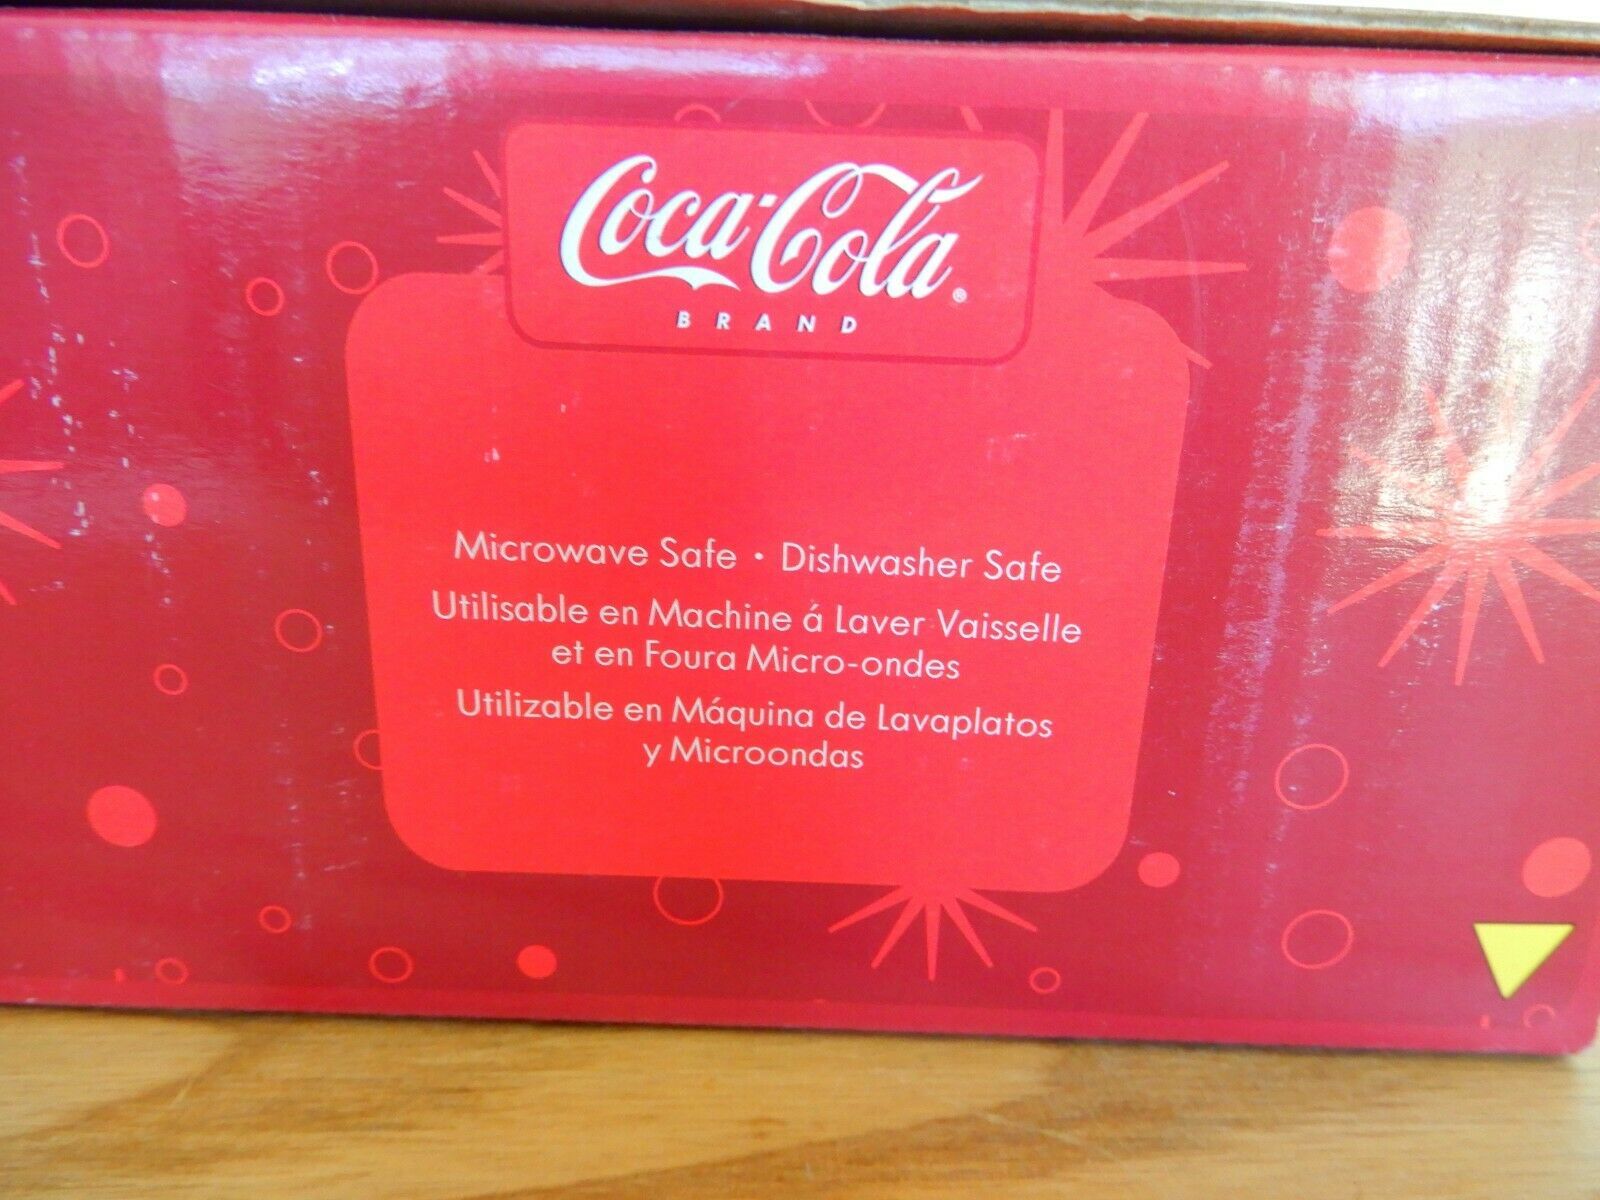 Coca-Cola®
BRAND
Microwave Safe • Dishwasher Safe
Utilisable en Machine á Laver Vaisselle
et en Foura Micro-ondes
Utilizable en Máquina de Lavaplatos
y Microondas